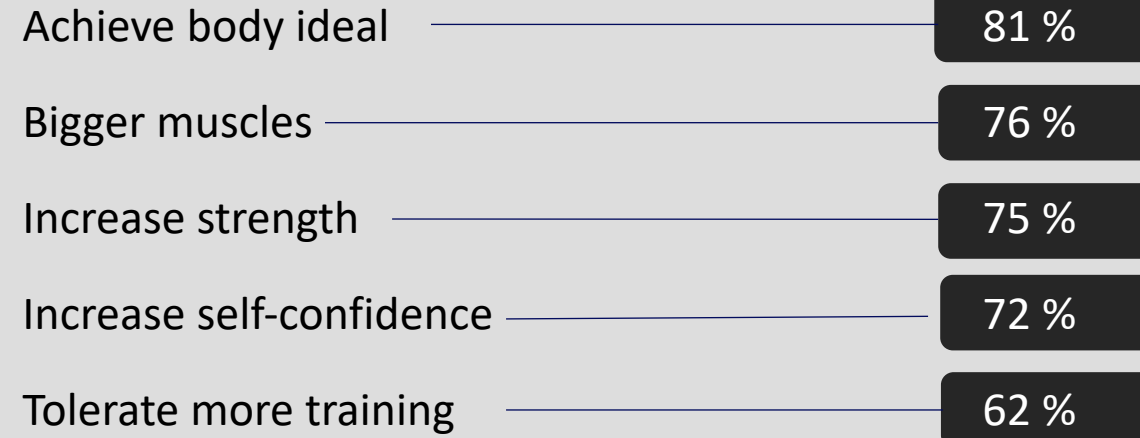 Achieve body ideal 81 %
Bigger muscles 76 %
Increase strength 75 %
Increase self-confidence 72 %
Tolerate more training 62 %